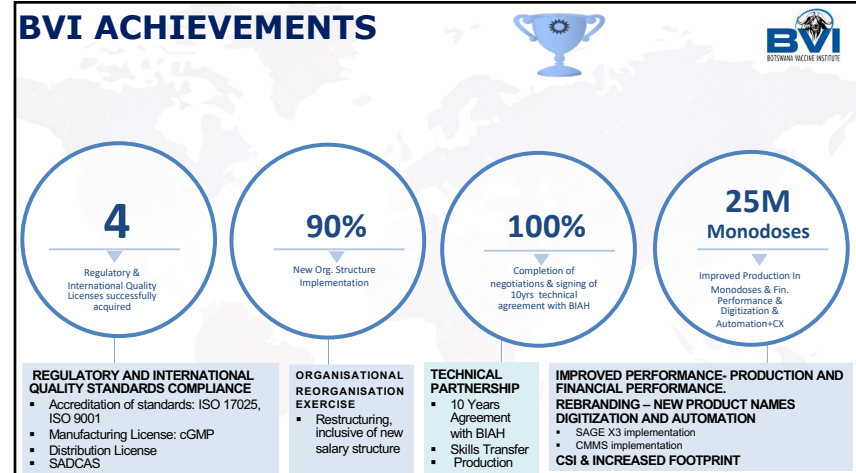 BVI ACHIEVEMENTS
BVI
BOTSWANA VACCINE INSTITUTE
4
Regulatory &
International Quality
Licenses successfully
acquired
90%
New Org. Structure
Implementation
100%
Completion of
negotiations & signing of
10yrs technical
agreement with BIAH
25M
Monodoses
Improved Production In
Monodoses & Fin.
Performance &
Digitization &
Automation+CX
REGULATORY AND INTERNATIONAL
QUALITY STANDARDS COMPLIANCE
▪ Accreditation of standards: ISO 17025,
ISO 9001
▪ Manufacturing License: cGMP
▪ Distribution License
▪ SADCAS
ORGANISATIONAL
REORGANISATION
EXERCISE
▪ Restructuring,
inclusive of new
salary structure
TECHNICAL
PARTNERSHIP
▪ 10 Years
Agreement
with BIAH
▪ Skills Transfer
▪ Production
IMPROVED PERFORMANCE- PRODUCTION AND
FINANCIAL PERFORMANCE.
REBRANDING – NEW PRODUCT NAMES
DIGITIZATION AND AUTOMATION
▪ SAGE X3 implementation
▪ CMMS implementation
CSI & INCREASED FOOTPRINT